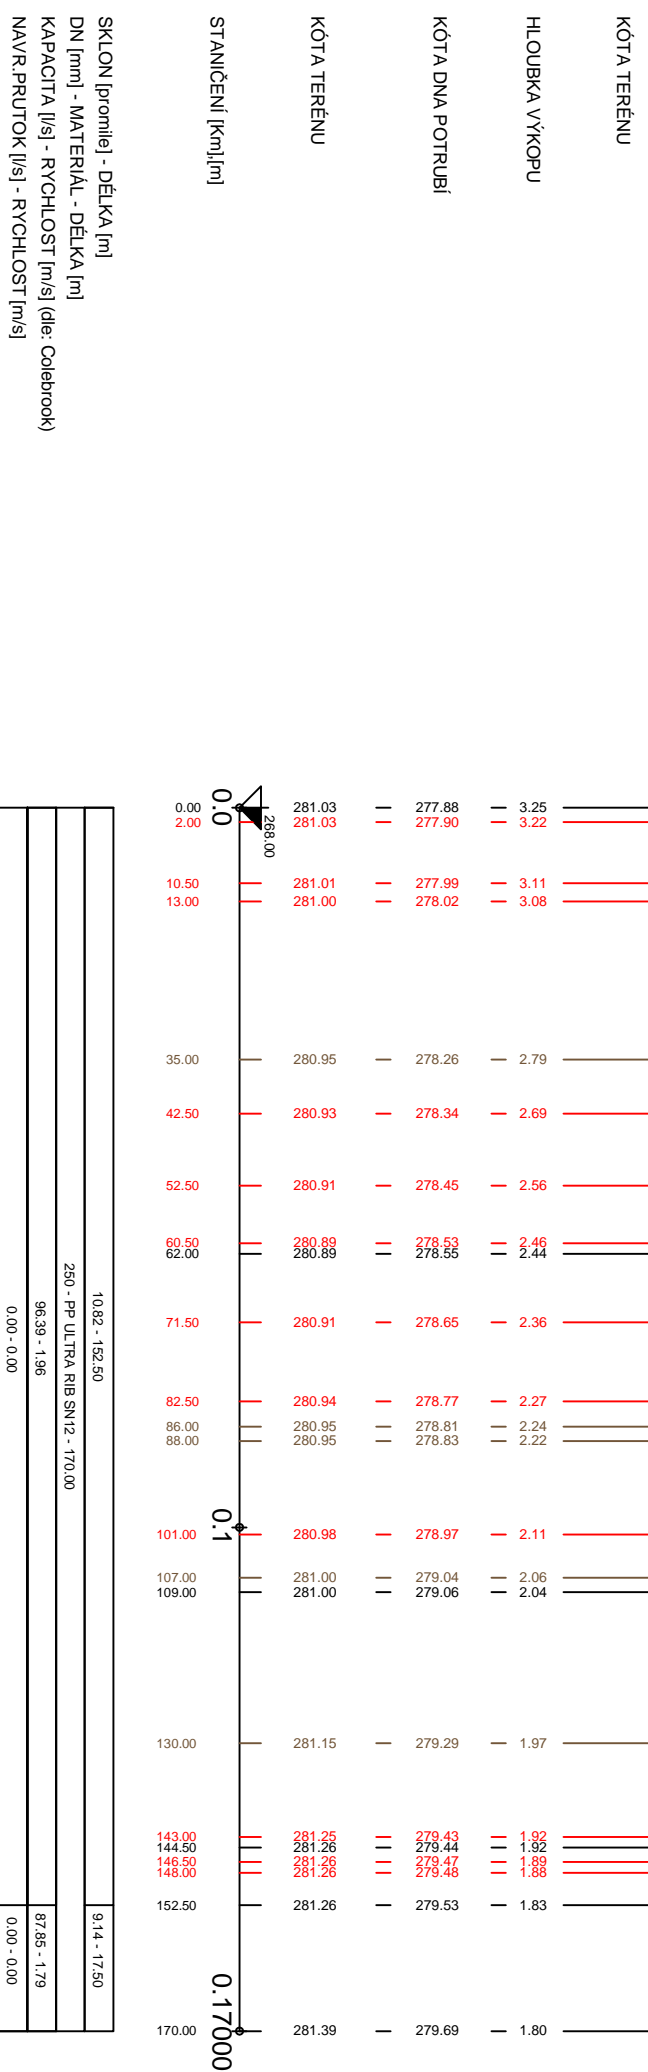 KÓTA TERÉNU
HLOUBKA VÝKOPU
KÓTA DNA POTRUBÍ
KÓTA TERÉNU
STANIČENÍ [Km],[m]
SKLON [promile] - DÉLKA [m]
DN [mm] - MATERIÁL - DÉLKA [m]
KAPACITA [l/s] - RYCHLOST [m/s] (dle: Colebrook)
NAVR.PRUTOK [l/s] - RYCHLOST [m/s]
268.00
0.0
0.1
0.17000
0.00 281.03 277.88 3.25
2.00 281.03 277.90 3.22
10.50 281.01 277.99 3.11
13.00 281.00 278.02 3.08
35.00 280.95 278.26 2.79
42.50 280.93 278.34 2.69
52.50 280.91 278.45 2.56
60.50 280.89 278.53 2.46
62.00 280.89 278.55 2.44
71.50 280.91 278.65 2.36
82.50 280.94 278.77 2.27
86.00 280.95 278.81 2.24
88.00 280.95 278.83 2.22
101.00 280.98 278.97 2.11
107.00 281.00 279.04 2.06
109.00 281.00 279.06 2.04
130.00 281.15 279.29 1.97
143.00 281.25 279.43 1.92
144.50 281.26 279.44 1.92
146.50 281.26 279.47 1.89
148.00 281.26 279.48 1.88
152.50 281.26 279.53 1.83
170.00 281.39 279.69 1.80
10.82 - 152.50
9.14 - 17.50
250 - PP ULTRA RIB SN12 - 170.00
96.39 - 1.96
87.85 - 1.79
0.00 - 0.00
0.00 - 0.00